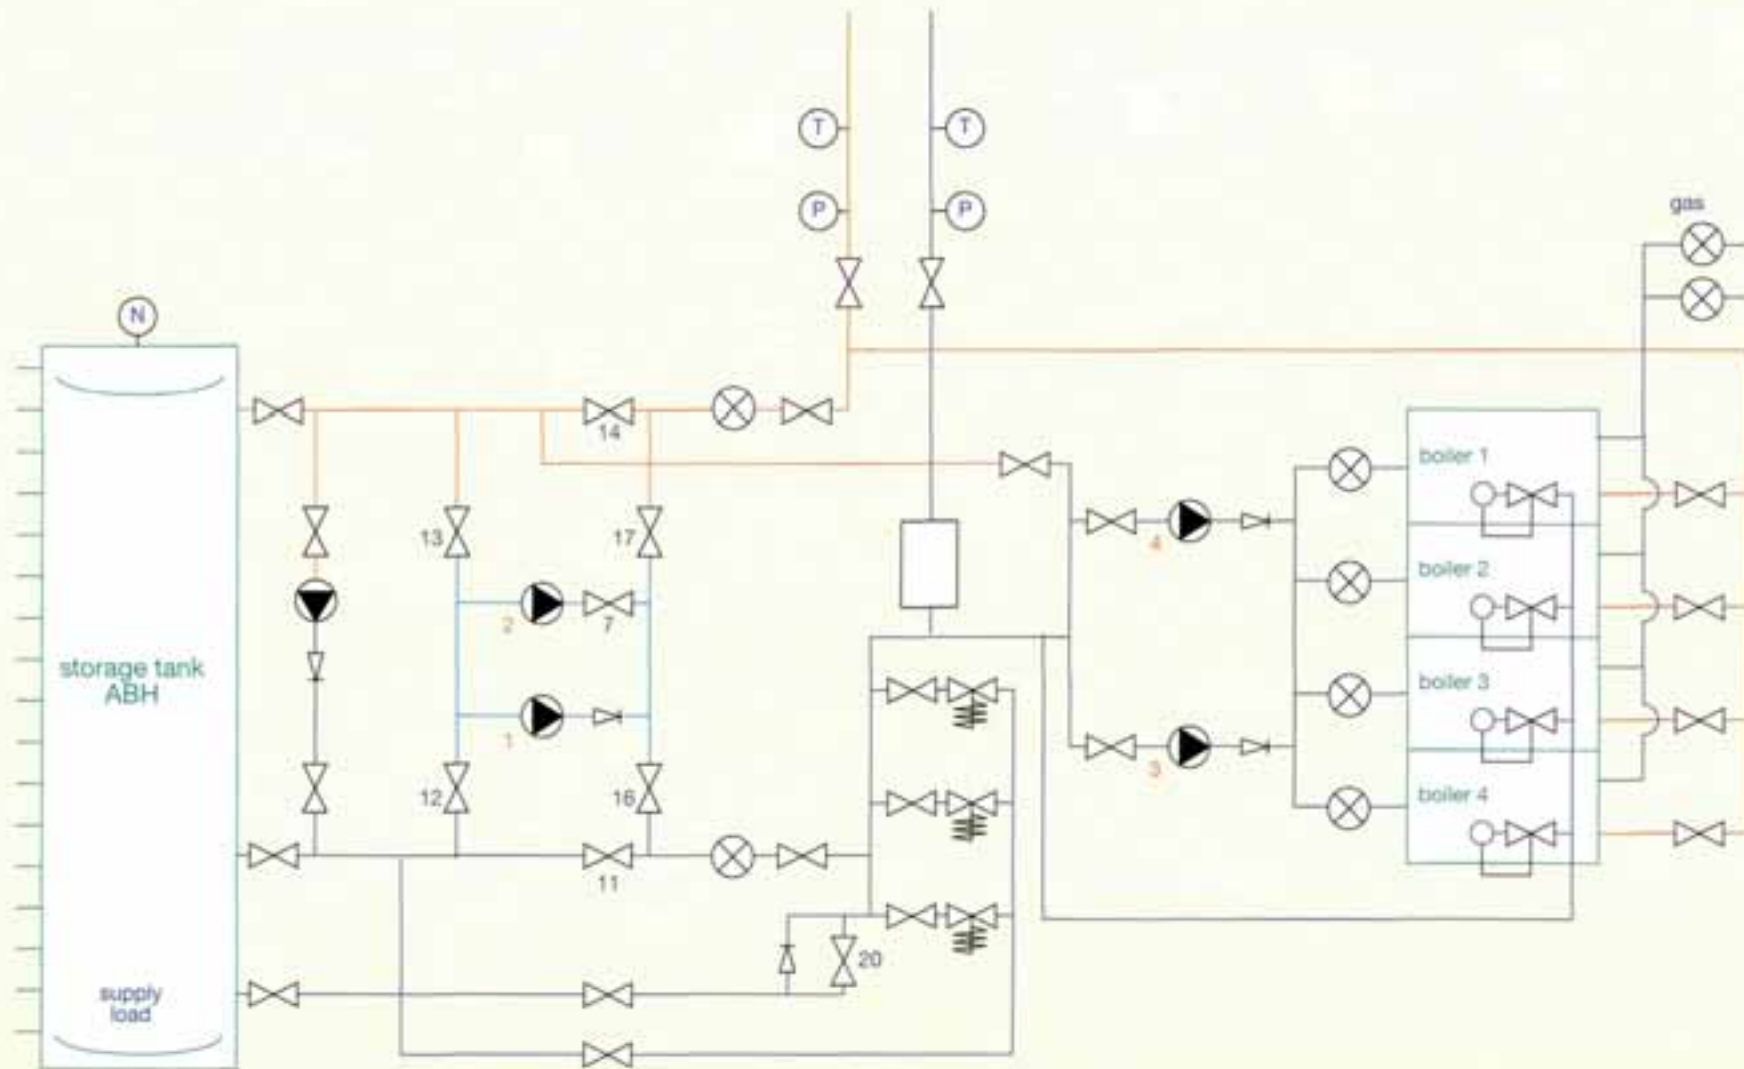 T
T
P
P
gas
N
14
boiler 1
13
17
4
boiler 2
2
7
storage tank
ABH
boiler 3
1
3
12
16
boiler 4
11
20
supply
load